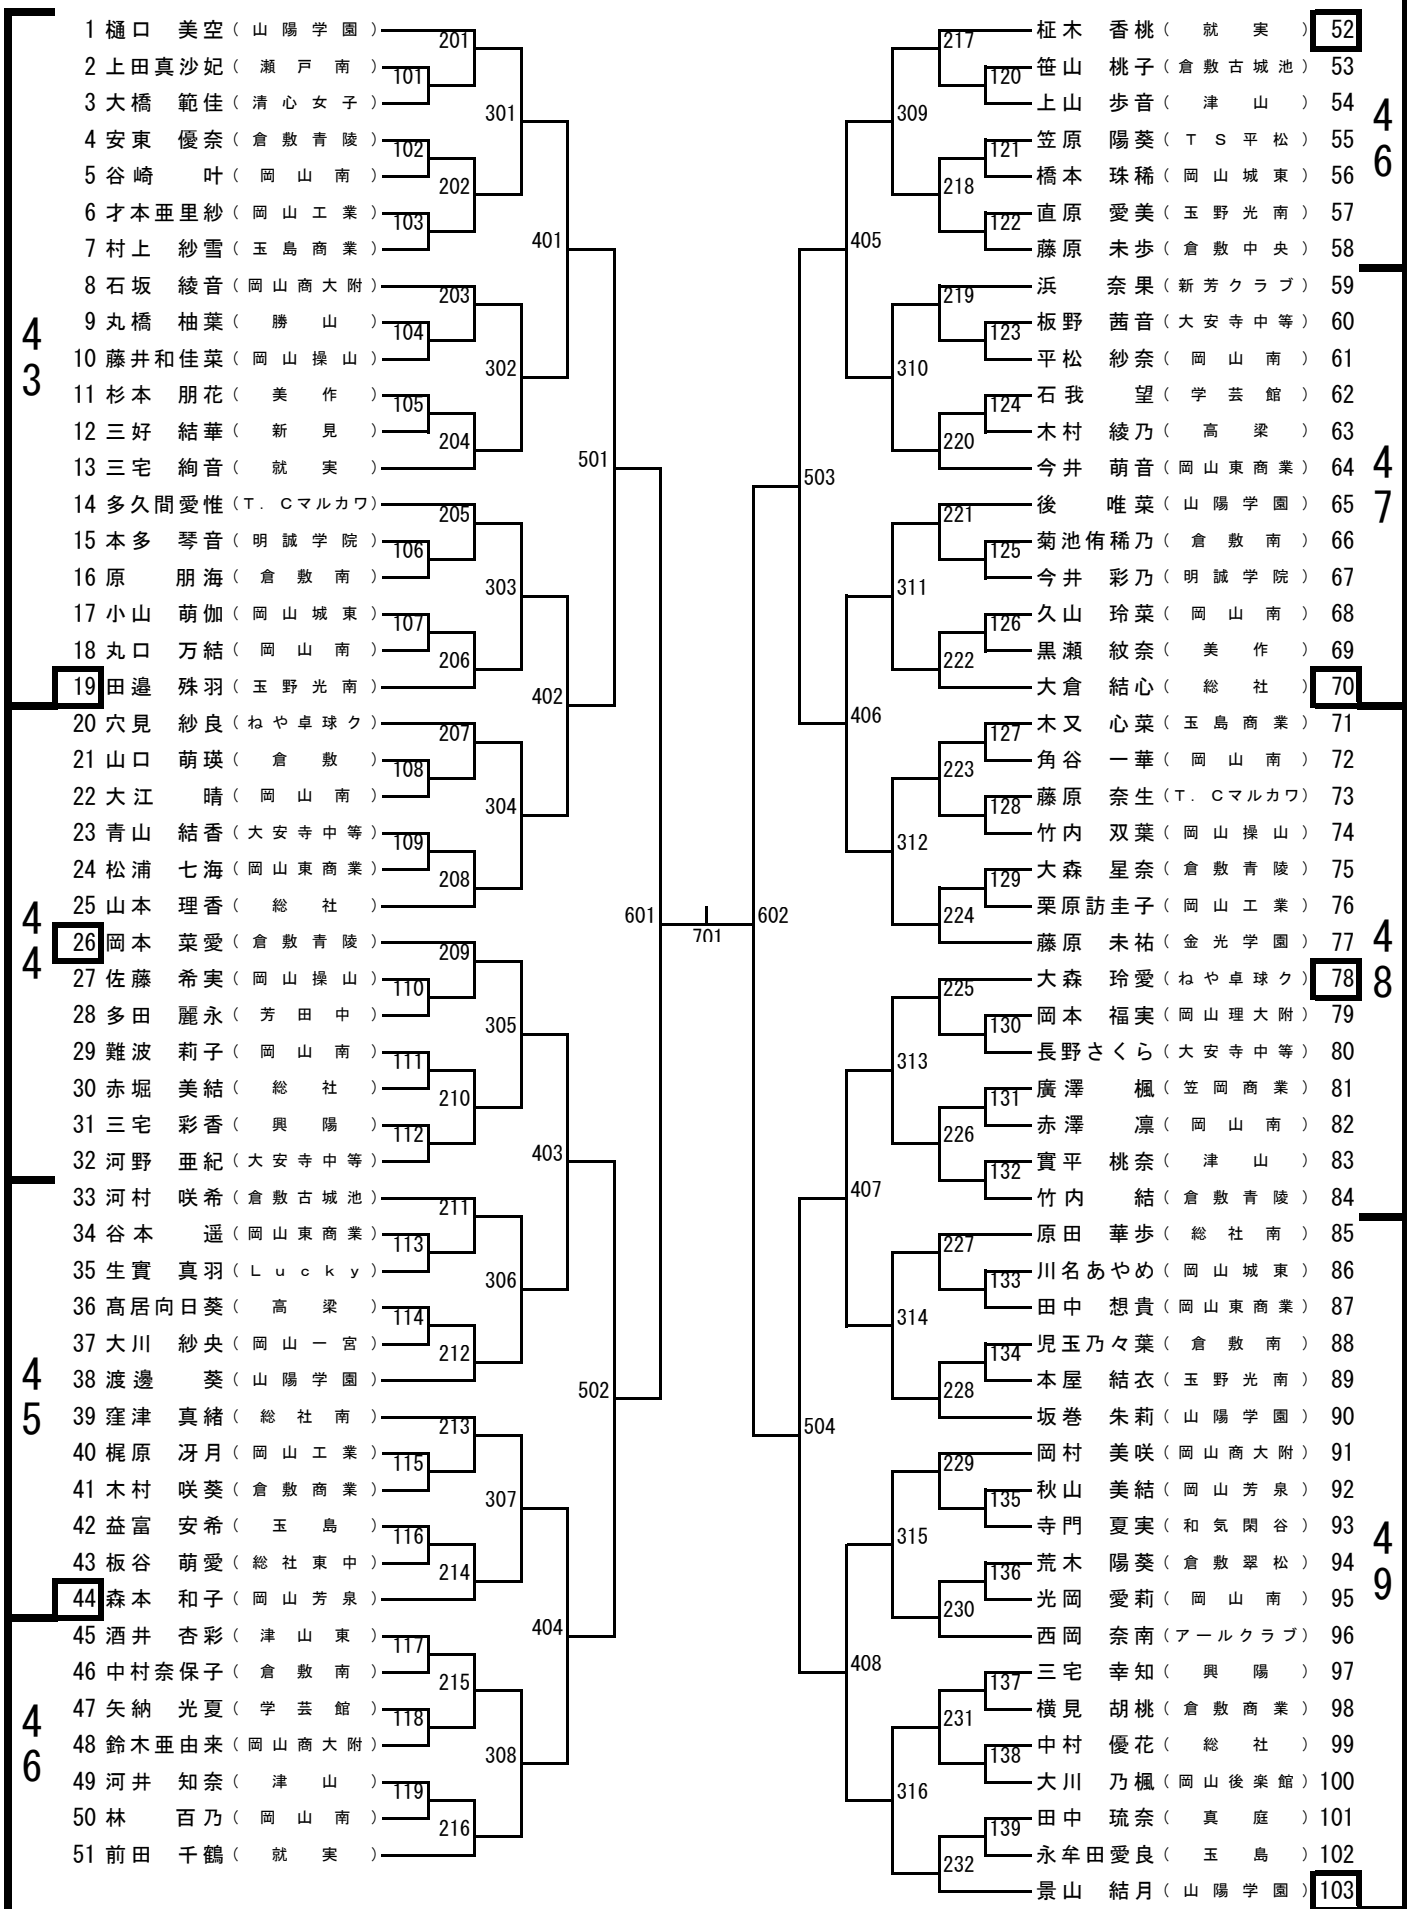 1 樋口 美空 ( 山陽学園 )
2 上田真沙妃 ( 瀬戸南 )
3 大橋 範佳 ( 清心女子 )
4 安東 優奈 ( 倉敷青陵 )
5 谷崎 叶 ( 岡山南 )
6 才本亜里紗 ( 岡山工業 )
7 村上 紗雪 ( 玉島商業 )
8 石坂 綾音 ( 岡山商大附 )
9 丸橋 柚葉 ( 勝山 )
10 藤井和佳菜 ( 岡山操山 )
11 杉本 朋花 ( 美作 )
12 三好 結華 ( 新見 )
13 三宅 絢音 ( 就実 )
14 多久間愛惟 (T.Cマルカワ)
15 本多 琴音 ( 明誠学院 )
16 原 朋海 ( 倉敷南 )
17 小山 萌伽 ( 岡山城東 )
18 丸口 万結 ( 岡山南 )
19 田邉 殊羽 ( 玉野光南 )
43
20 穴見 紗良 ( ねや卓球ク )
21 山口 萌瑛 ( 倉敷 )
22 大江 晴 ( 岡山南 )
23 青山 結香 ( 大安寺中等 )
24 松浦 七海 ( 岡山東商業 )
25 山本 理香 ( 総社 )
26 岡本 菜愛 ( 倉敷青陵 )
27 佐藤 希実 ( 岡山操山 )
28 多田 麗永 ( 芳田中 )
29 難波 莉子 ( 岡山南 )
30 赤堀 美結 ( 総社 )
31 三宅 彩香 ( 興陽 )
32 河野 亜紀 ( 大安寺中等 )
44
33 河村 咲希 ( 倉敷古城池 )
34 谷本 遥 ( 岡山東商業 )
35 生實 真羽 ( Lucky )
36 髙居向日葵 ( 高梁 )
37 大川 紗央 ( 岡山一宮 )
38 渡邊 葵 ( 山陽学園 )
39 窪津 真緒 ( 総社南 )
40 梶原 冴月 ( 岡山工業 )
41 木村 咲葵 ( 倉敷商業 )
42 益富 安希 ( 玉島 )
43 板谷 萌愛 ( 総社東中 )
44 森本 和子 ( 岡山芳泉 )
45
45 酒井 杏彩 ( 津山東 )
46 中村奈保子 ( 倉敷南 )
47 矢納 光夏 ( 学芸館 )
48 鈴木亜由来 ( 岡山商大附 )
49 河井 知奈 ( 津山 )
50 林 百乃 ( 岡山南 )
51 前田 千鶴 ( 就実 )
46
101
102
103
104
105
106
107
108
109
110
111
112
113
114
115
116
117
118
119
201
202
203
204
205
206
207
208
209
210
211
212
213
214
215
216
301
302
303
304
305
306
307
308
401
402
403
404
501
502
601
701
602
503
504
405
406
407
408
309
310
311
312
313
314
315
316
217
218
219
220
221
222
223
224
225
226
227
228
229
230
231
232
120
121
122
123
124
125
126
127
128
129
130
131
132
133
134
135
136
137
138
139
柾木 香桃 ( 就実 ) 52
笹山 桃子 ( 倉敷古城池 ) 53
上山 歩音 ( 津山 ) 54
笠原 陽葵 ( TS平松 ) 55
橋本 珠稀 ( 岡山城東 ) 56
直原 愛美 ( 玉野光南 ) 57
藤原 未歩 ( 倉敷中央 ) 58
46
浜 奈果 ( 新芳クラブ ) 59
板野 茜音 ( 大安寺中等 ) 60
平松 紗奈 ( 岡山南 ) 61
石我 望 ( 学芸館 ) 62
木村 綾乃 ( 高梁 ) 63
今井 萌音 ( 岡山東商業 ) 64
後 唯菜 ( 山陽学園 ) 65
菊池侑稀乃 ( 倉敷南 ) 66
今井 彩乃 ( 明誠学院 ) 67
久山 玲菜 ( 岡山南 ) 68
黒瀬 紋奈 ( 美作 ) 69
大倉 結心 ( 総社 ) 70
47
木又 心菜 ( 玉島商業 ) 71
角谷 一華 ( 岡山南 ) 72
藤原 奈生 (T.Cマルカワ) 73
竹内 双葉 ( 岡山操山 ) 74
大森 星奈 ( 倉敷青陵 ) 75
栗原訪圭子 ( 岡山工業 ) 76
藤原 未祐 ( 金光学園 ) 77
大森 玲愛 ( ねや卓球ク ) 78
岡本 福実 ( 岡山理大附 ) 79
長野さくら ( 大安寺中等 ) 80
廣澤 楓 ( 笠岡商業 ) 81
赤澤 凛 ( 岡山南 ) 82
實平 桃奈 ( 津山 ) 83
竹内 結 ( 倉敷青陵 ) 84
48
原田 華歩 ( 総社南 ) 85
川名あやめ ( 岡山城東 ) 86
田中 想貴 ( 岡山東商業 ) 87
児玉乃々葉 ( 倉敷南 ) 88
本屋 結衣 ( 玉野光南 ) 89
坂巻 朱莉 ( 山陽学園 ) 90
岡村 美咲 ( 岡山商大附 ) 91
秋山 美結 ( 岡山芳泉 ) 92
寺門 夏実 ( 和気閑谷 ) 93
荒木 陽葵 ( 倉敷翠松 ) 94
光岡 愛莉 ( 岡山南 ) 95
西岡 奈南 ( アールクラブ ) 96
三宅 幸知 ( 興陽 ) 97
横見 胡桃 ( 倉敷商業 ) 98
中村 優花 ( 総社 ) 99
大川 乃楓 ( 岡山後楽館 ) 100
田中 琉奈 ( 真庭 ) 101
永牟田愛良 ( 玉島 ) 102
景山 結月 ( 山陽学園 ) 103
49